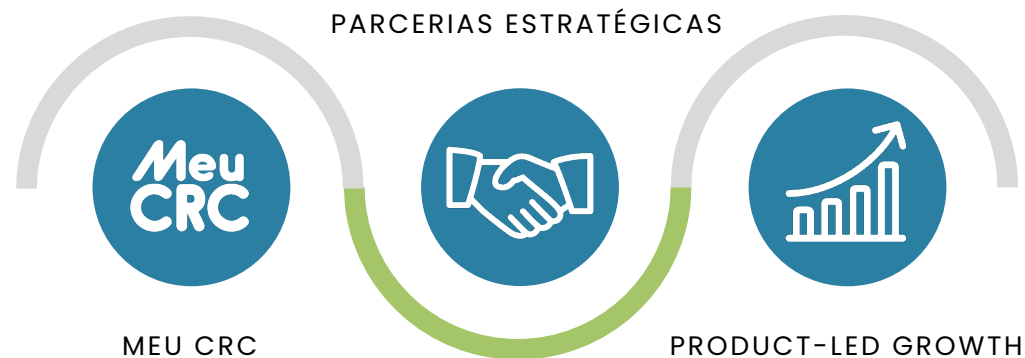 PARCERIAS ESTRATÉGICAS
Meu
CRC
MEU CRC
PRODUCT-LED GROWTH